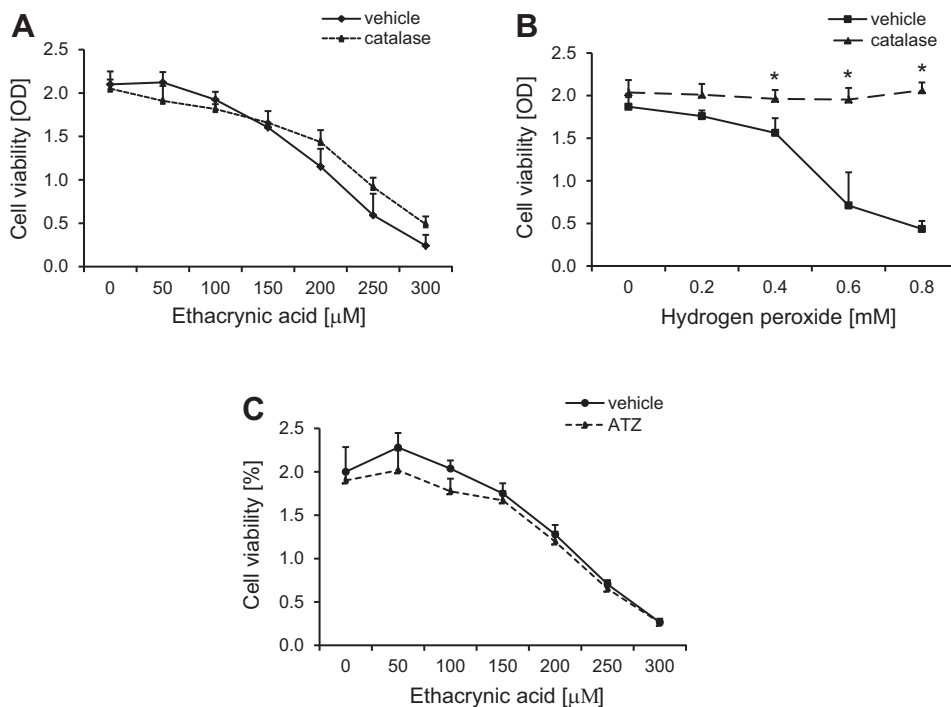 A
vehicle
catalase
2.5
2.0
1.5
1.0
0.5
0.0
Cell viability [OD]
0 50 100 150 200 250 300
Ethacrynic acid [μM]
B
vehicle
catalase
2.5
2.0
1.5
1.0
0.5
0.0
Cell viability [OD]
* * *
0 0.2 0.4 0.6 0.8
Hydrogen peroxide [mM]
C
vehicle
ATZ
2.5
2.0
1.5
1.0
0.5
0.0
Cell viability [%]
0 50 100 150 200 250 300
Ethacrynic acid [μM]